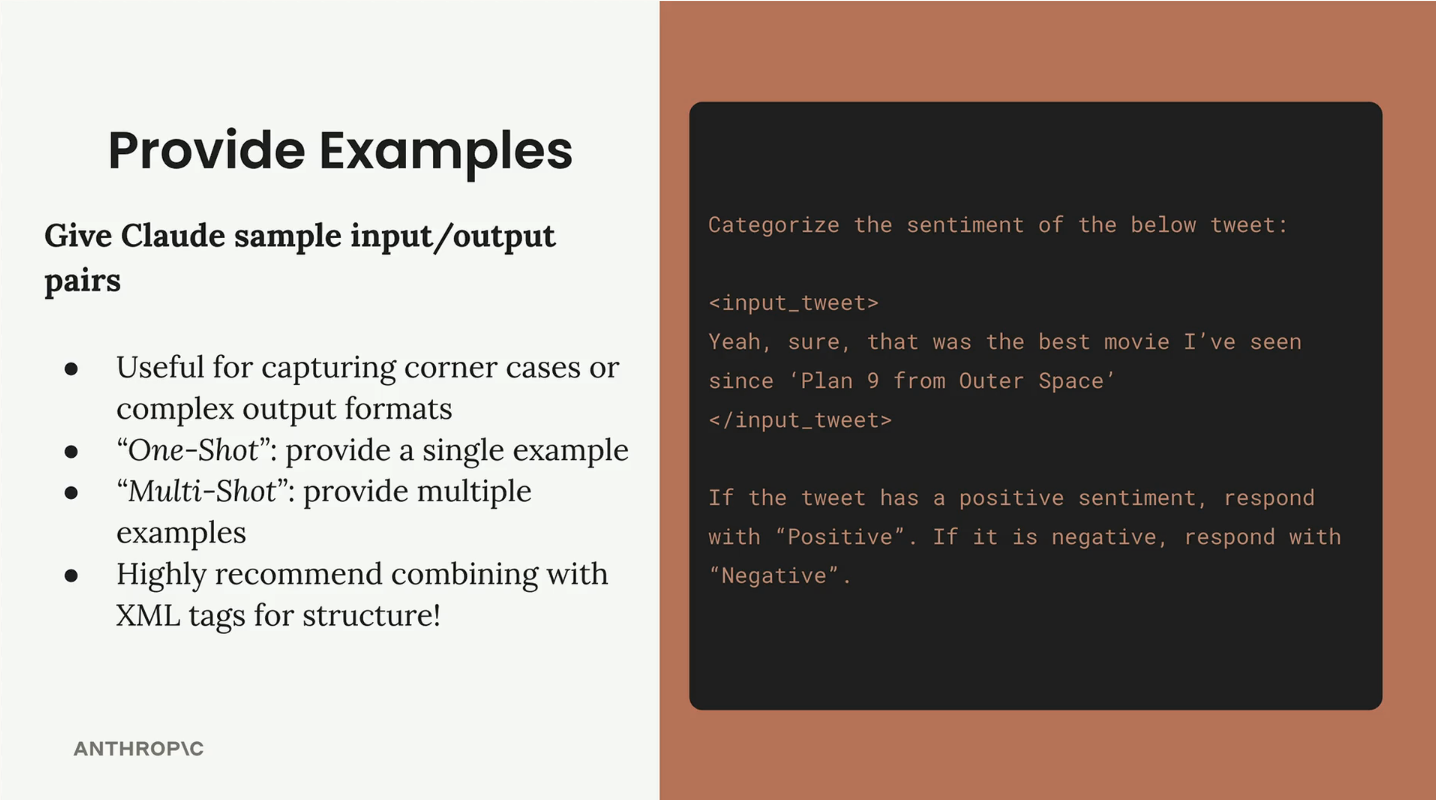 Provide Examples
Give Claude sample input/output
pairs
● Useful for capturing corner cases or
complex output formats
● “One-Shot”: provide a single example
● “Multi-Shot”: provide multiple
examples
● Highly recommend combining with
XML tags for structure!
ANTHROP\C
Categorize the sentiment of the below tweet:
<input_tweet>
Yeah, sure, that was the best movie I’ve seen
since ‘Plan 9 from Outer Space’
</input_tweet>
If the tweet has a positive sentiment, respond
with “Positive”. If it is negative, respond with
“Negative”.